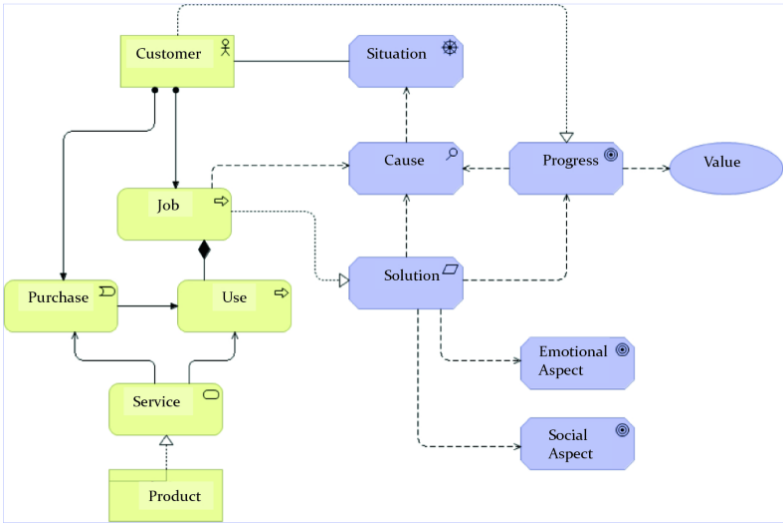 Customer
Situation
Cause
Progress
Value
Job
Solution
Purchase
Use
Emotional
Aspect
Service
Social
Aspect
Product